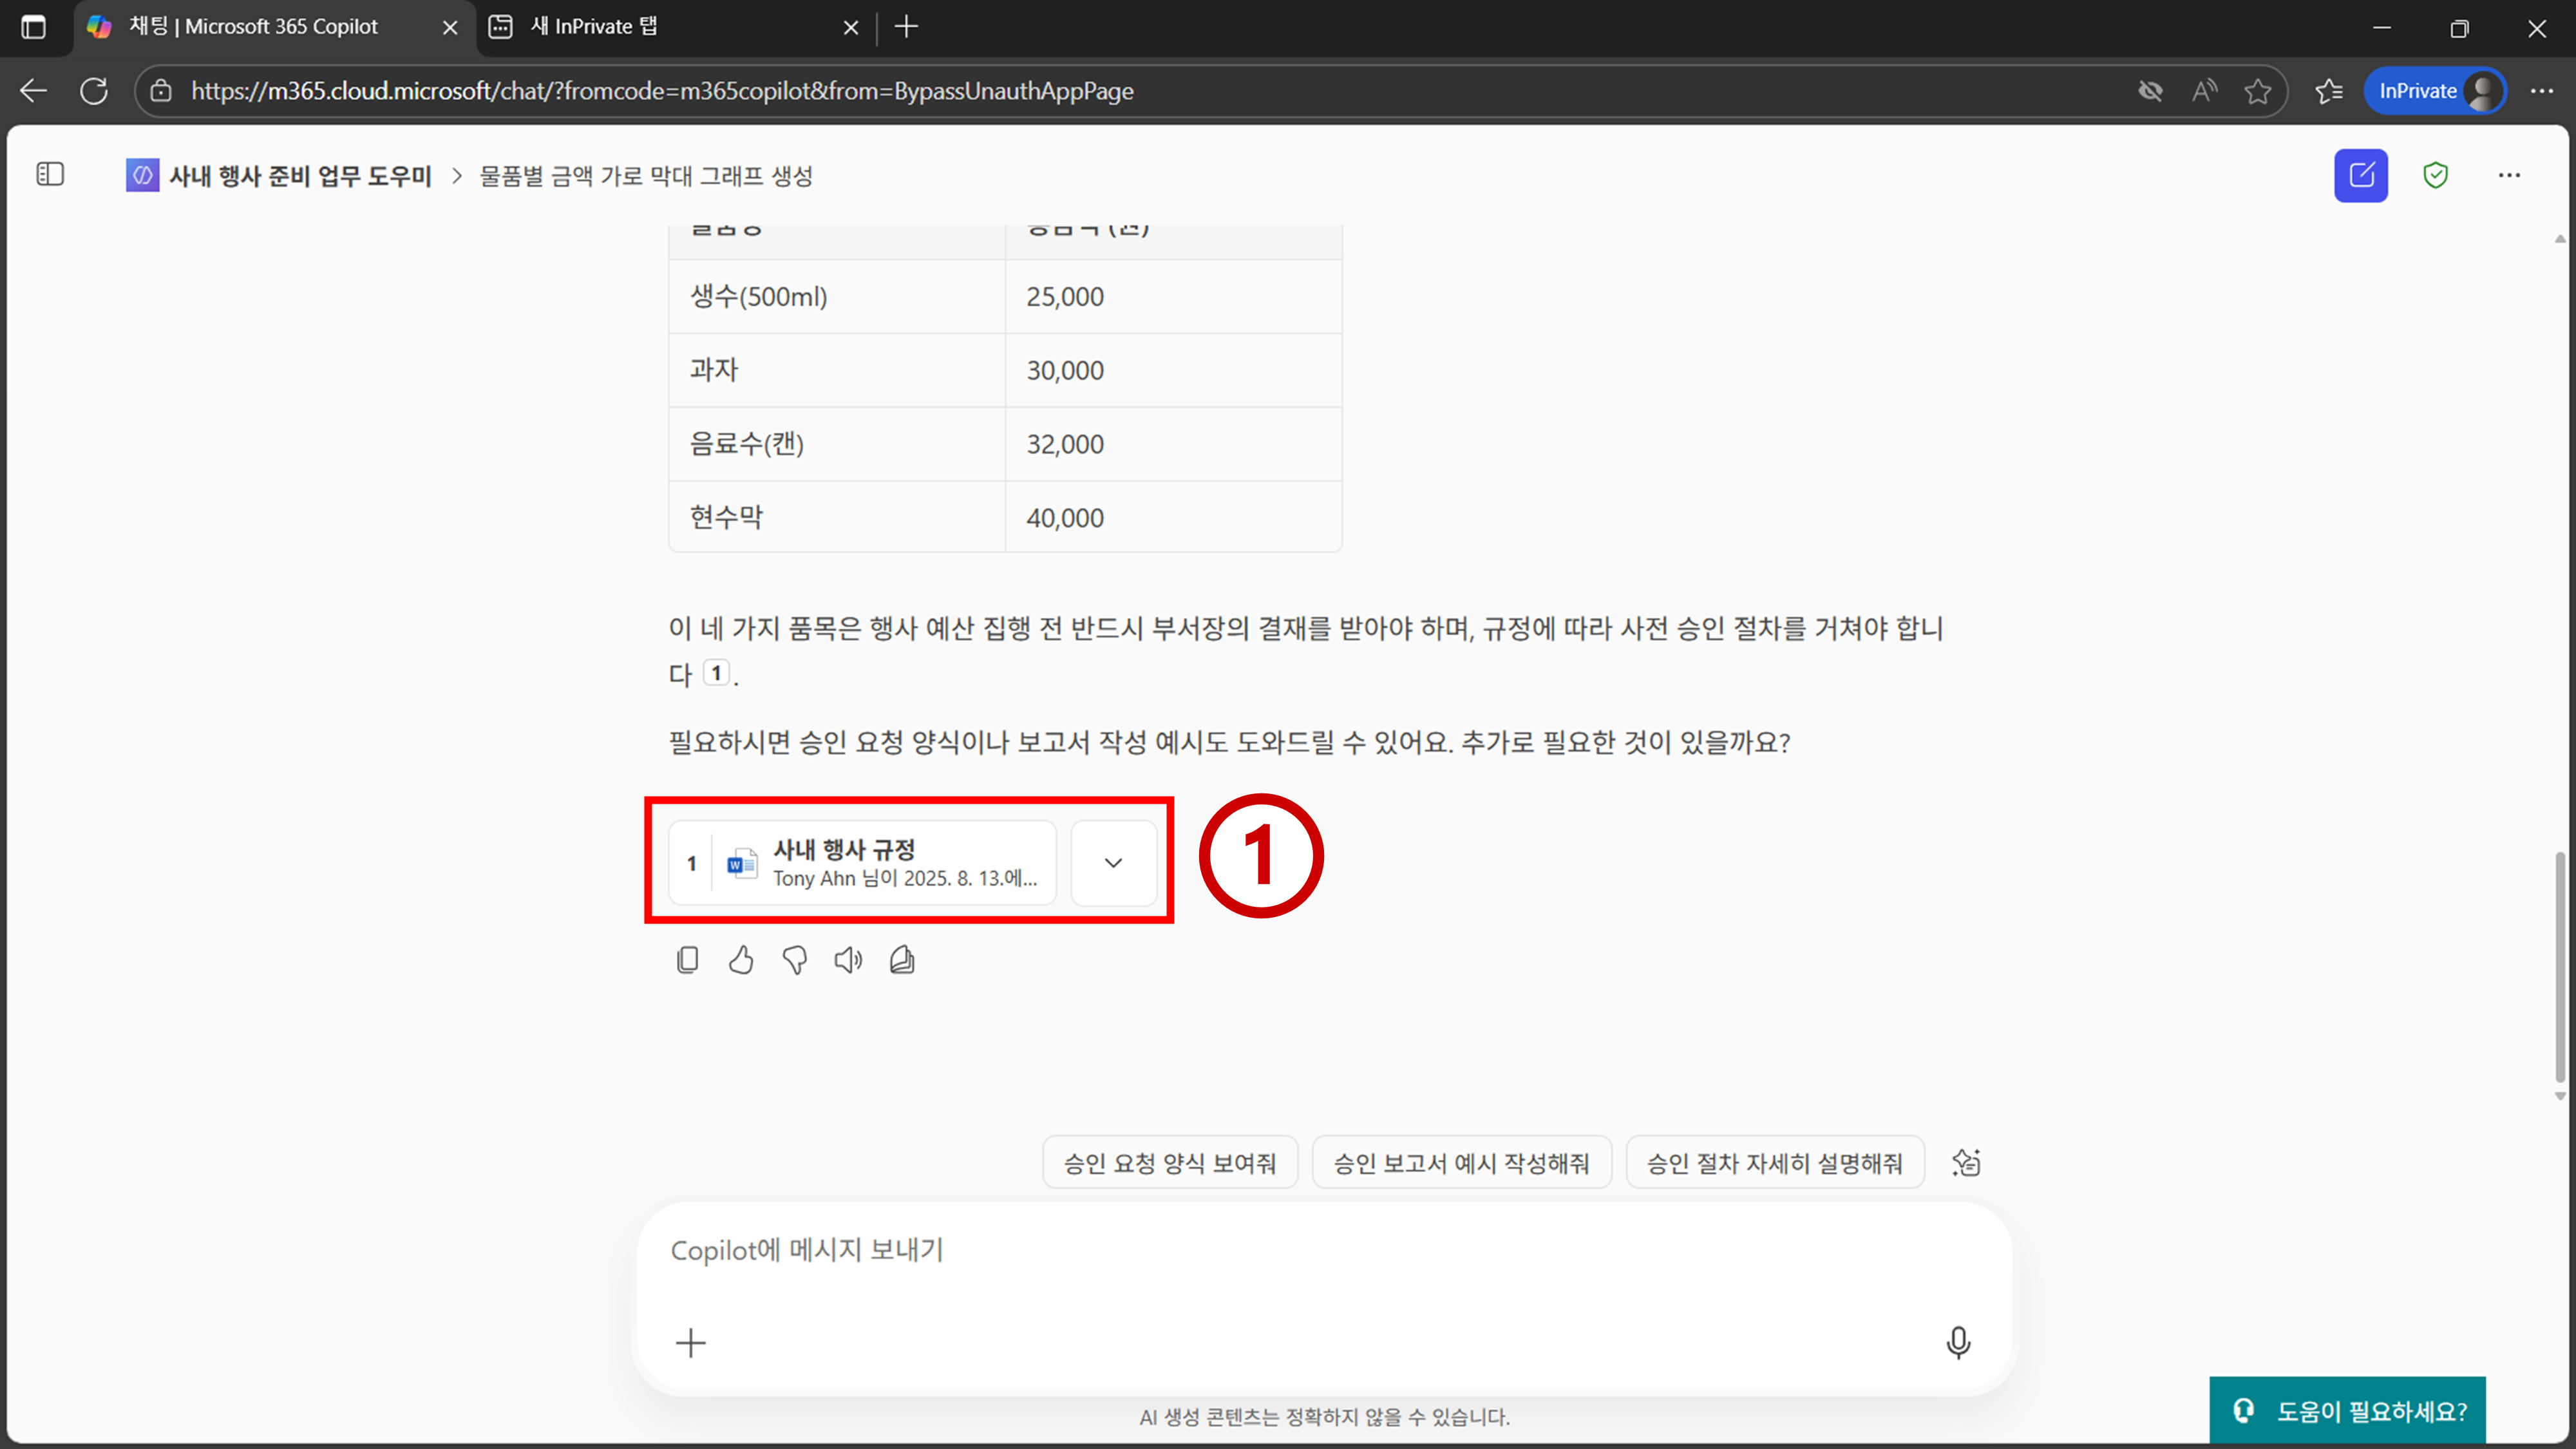 채팅 | Microsoft 365 Copilot
새 InPrivate 탭
https://m365.cloud.microsoft/chat/?fromcode=m365copilot&from=BypassUnauthAppPage
InPrivate
사내 행사 준비 업무 도우미 > 물품별 금액 가로 막대 그래프 생성
생수(500ml) 25,000
과자 30,000
음료수(캔) 32,000
현수막 40,000
이 네 가지 품목은 행사 예산 집행 전 반드시 부서장의 결재를 받아야 하며, 규정에 따라 사전 승인 절차를 거쳐야 합니
다 1 .
필요하시면 승인 요청 양식이나 보고서 작성 예시도 도와드릴 수 있어요. 추가로 필요한 것이 있을까요?
1 사내 행사 규정
Tony Ahn 님이 2025. 8. 13.에...
1
승인 요청 양식 보여줘 승인 보고서 예시 작성해줘 승인 절차 자세히 설명해줘
Copilot에 메시지 보내기
AI 생성 콘텐츠는 정확하지 않을 수 있습니다.
도움이 필요하세요?